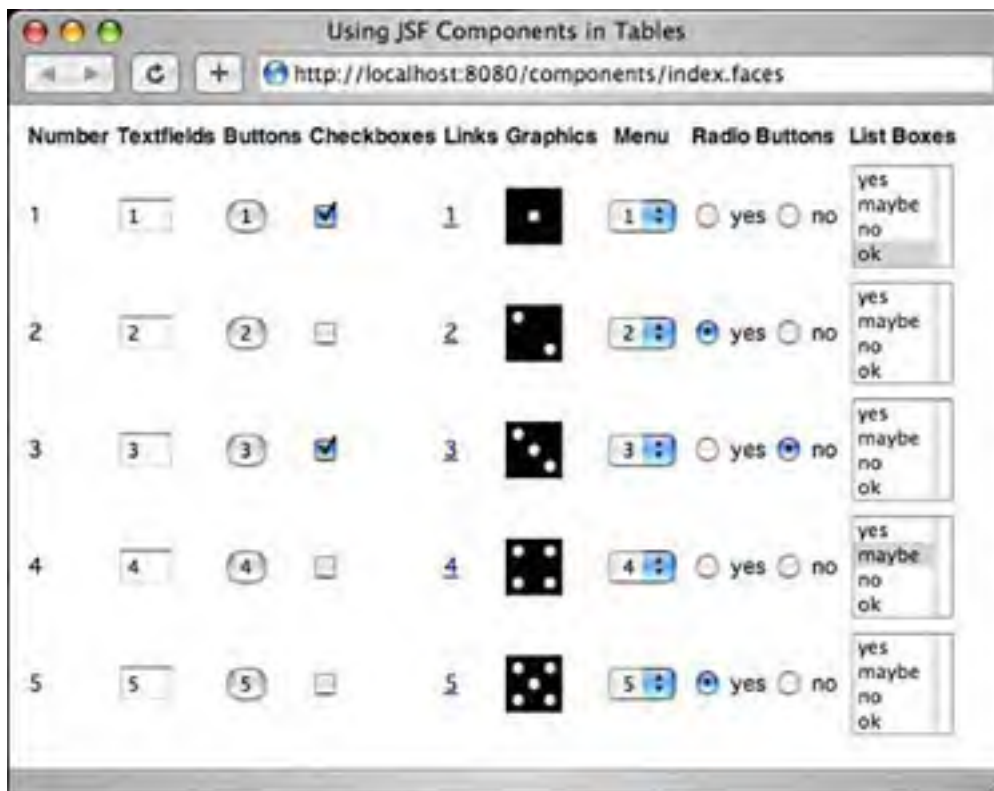 Using JSF Components in Tables
http://localhost:8080/components/index.faces
Number Textfields Buttons Checkboxes Links Graphics Menu Radio Buttons List Boxes
1 1 1 1 1 yes no
yes
maybe
no
ok
2 2 2 2 2 yes no
yes
maybe
no
ok
3 3 3 3 3 yes no
yes
maybe
no
ok
4 4 4 4 4 yes no
yes
maybe
no
ok
5 5 5 5 5 yes no
yes
maybe
no
ok